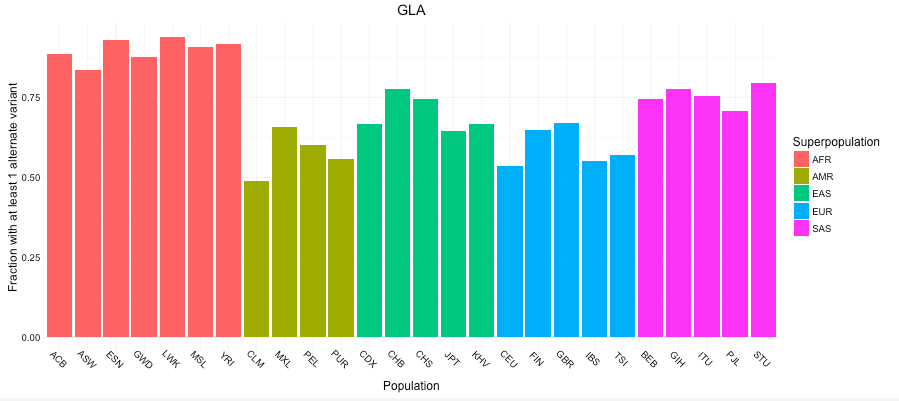 GLA
Fraction with at least 1 alternate variant
0.75
0.50
0.25
0.00
ACB ASW ESN GWD LWK MSL YRI CLM MXL PEL PUR CDX CHB CHS JPT KHV CEU FIN GBR IBS TSI BEB GIH ITU PJL STU
Population
Superpopulation
AFR
AMR
EAS
EUR
SAS